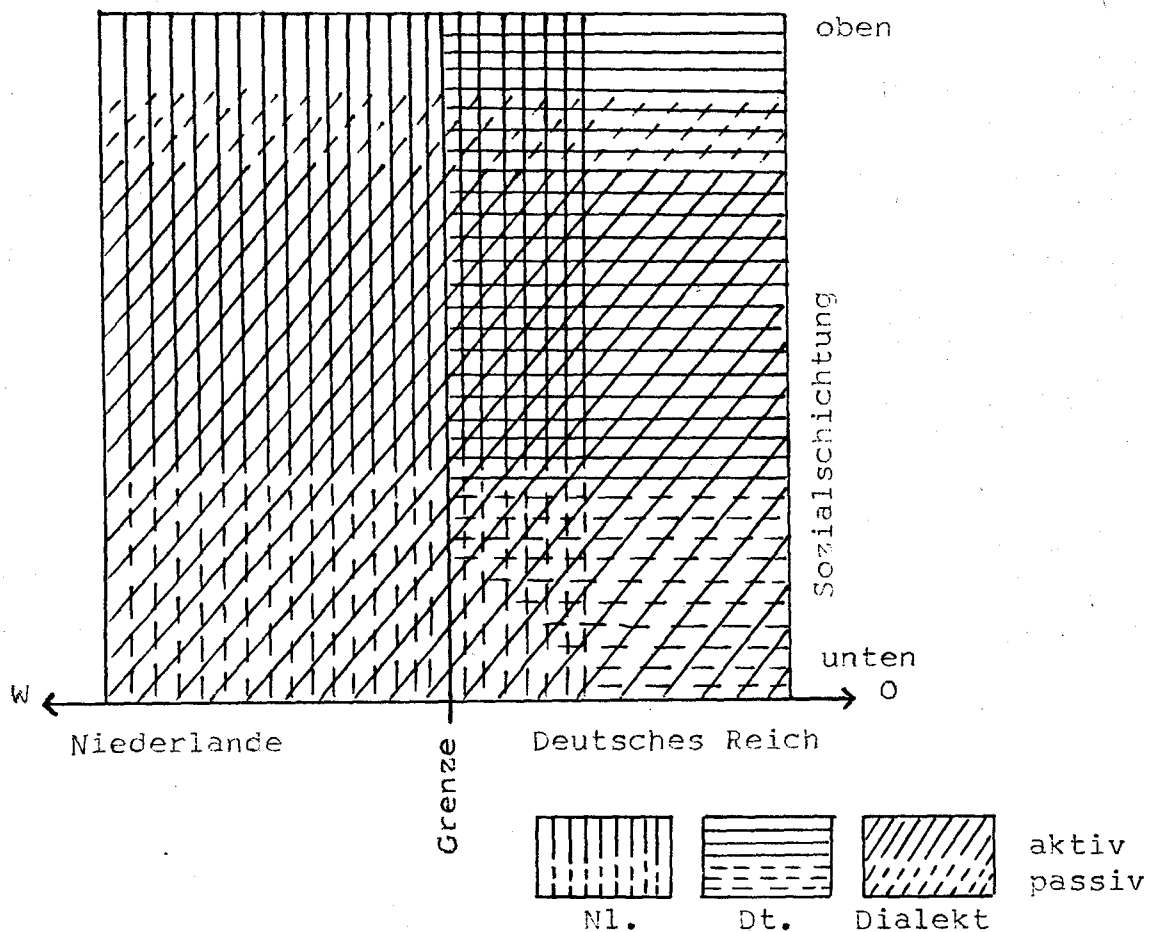 oben
Sozialschichtung
unten
W
O
Niederlande
Grenze
Deutsches Reich
aktiv
passiv
Nl.
Dt.
Dialekt